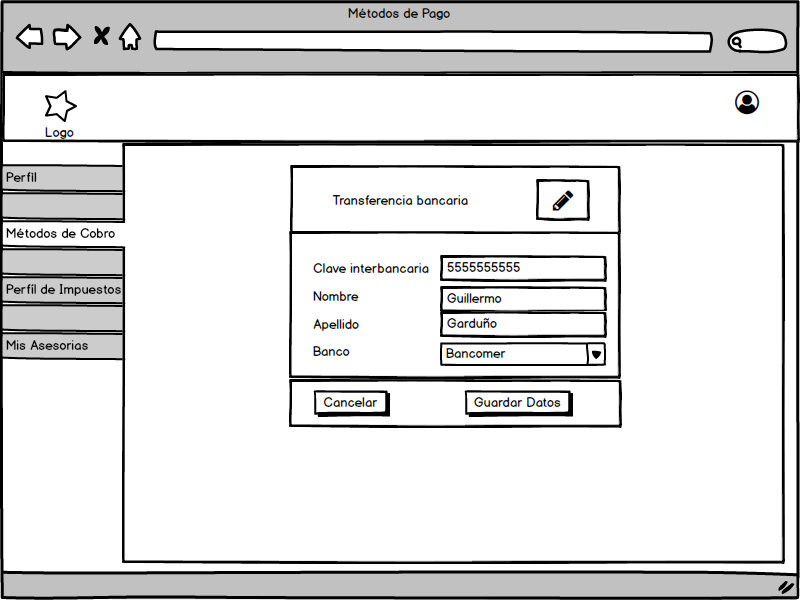 Métodos de Pago
Logo
Perfil
Métodos de Cobro
Perfil de Impuestos
Mis Asesorias
Transferencia bancaria
Clave interbancaria 5555555555
Nombre Guillermo
Apellido Garduño
Banco Bancomer
Cancelar Guardar Datos